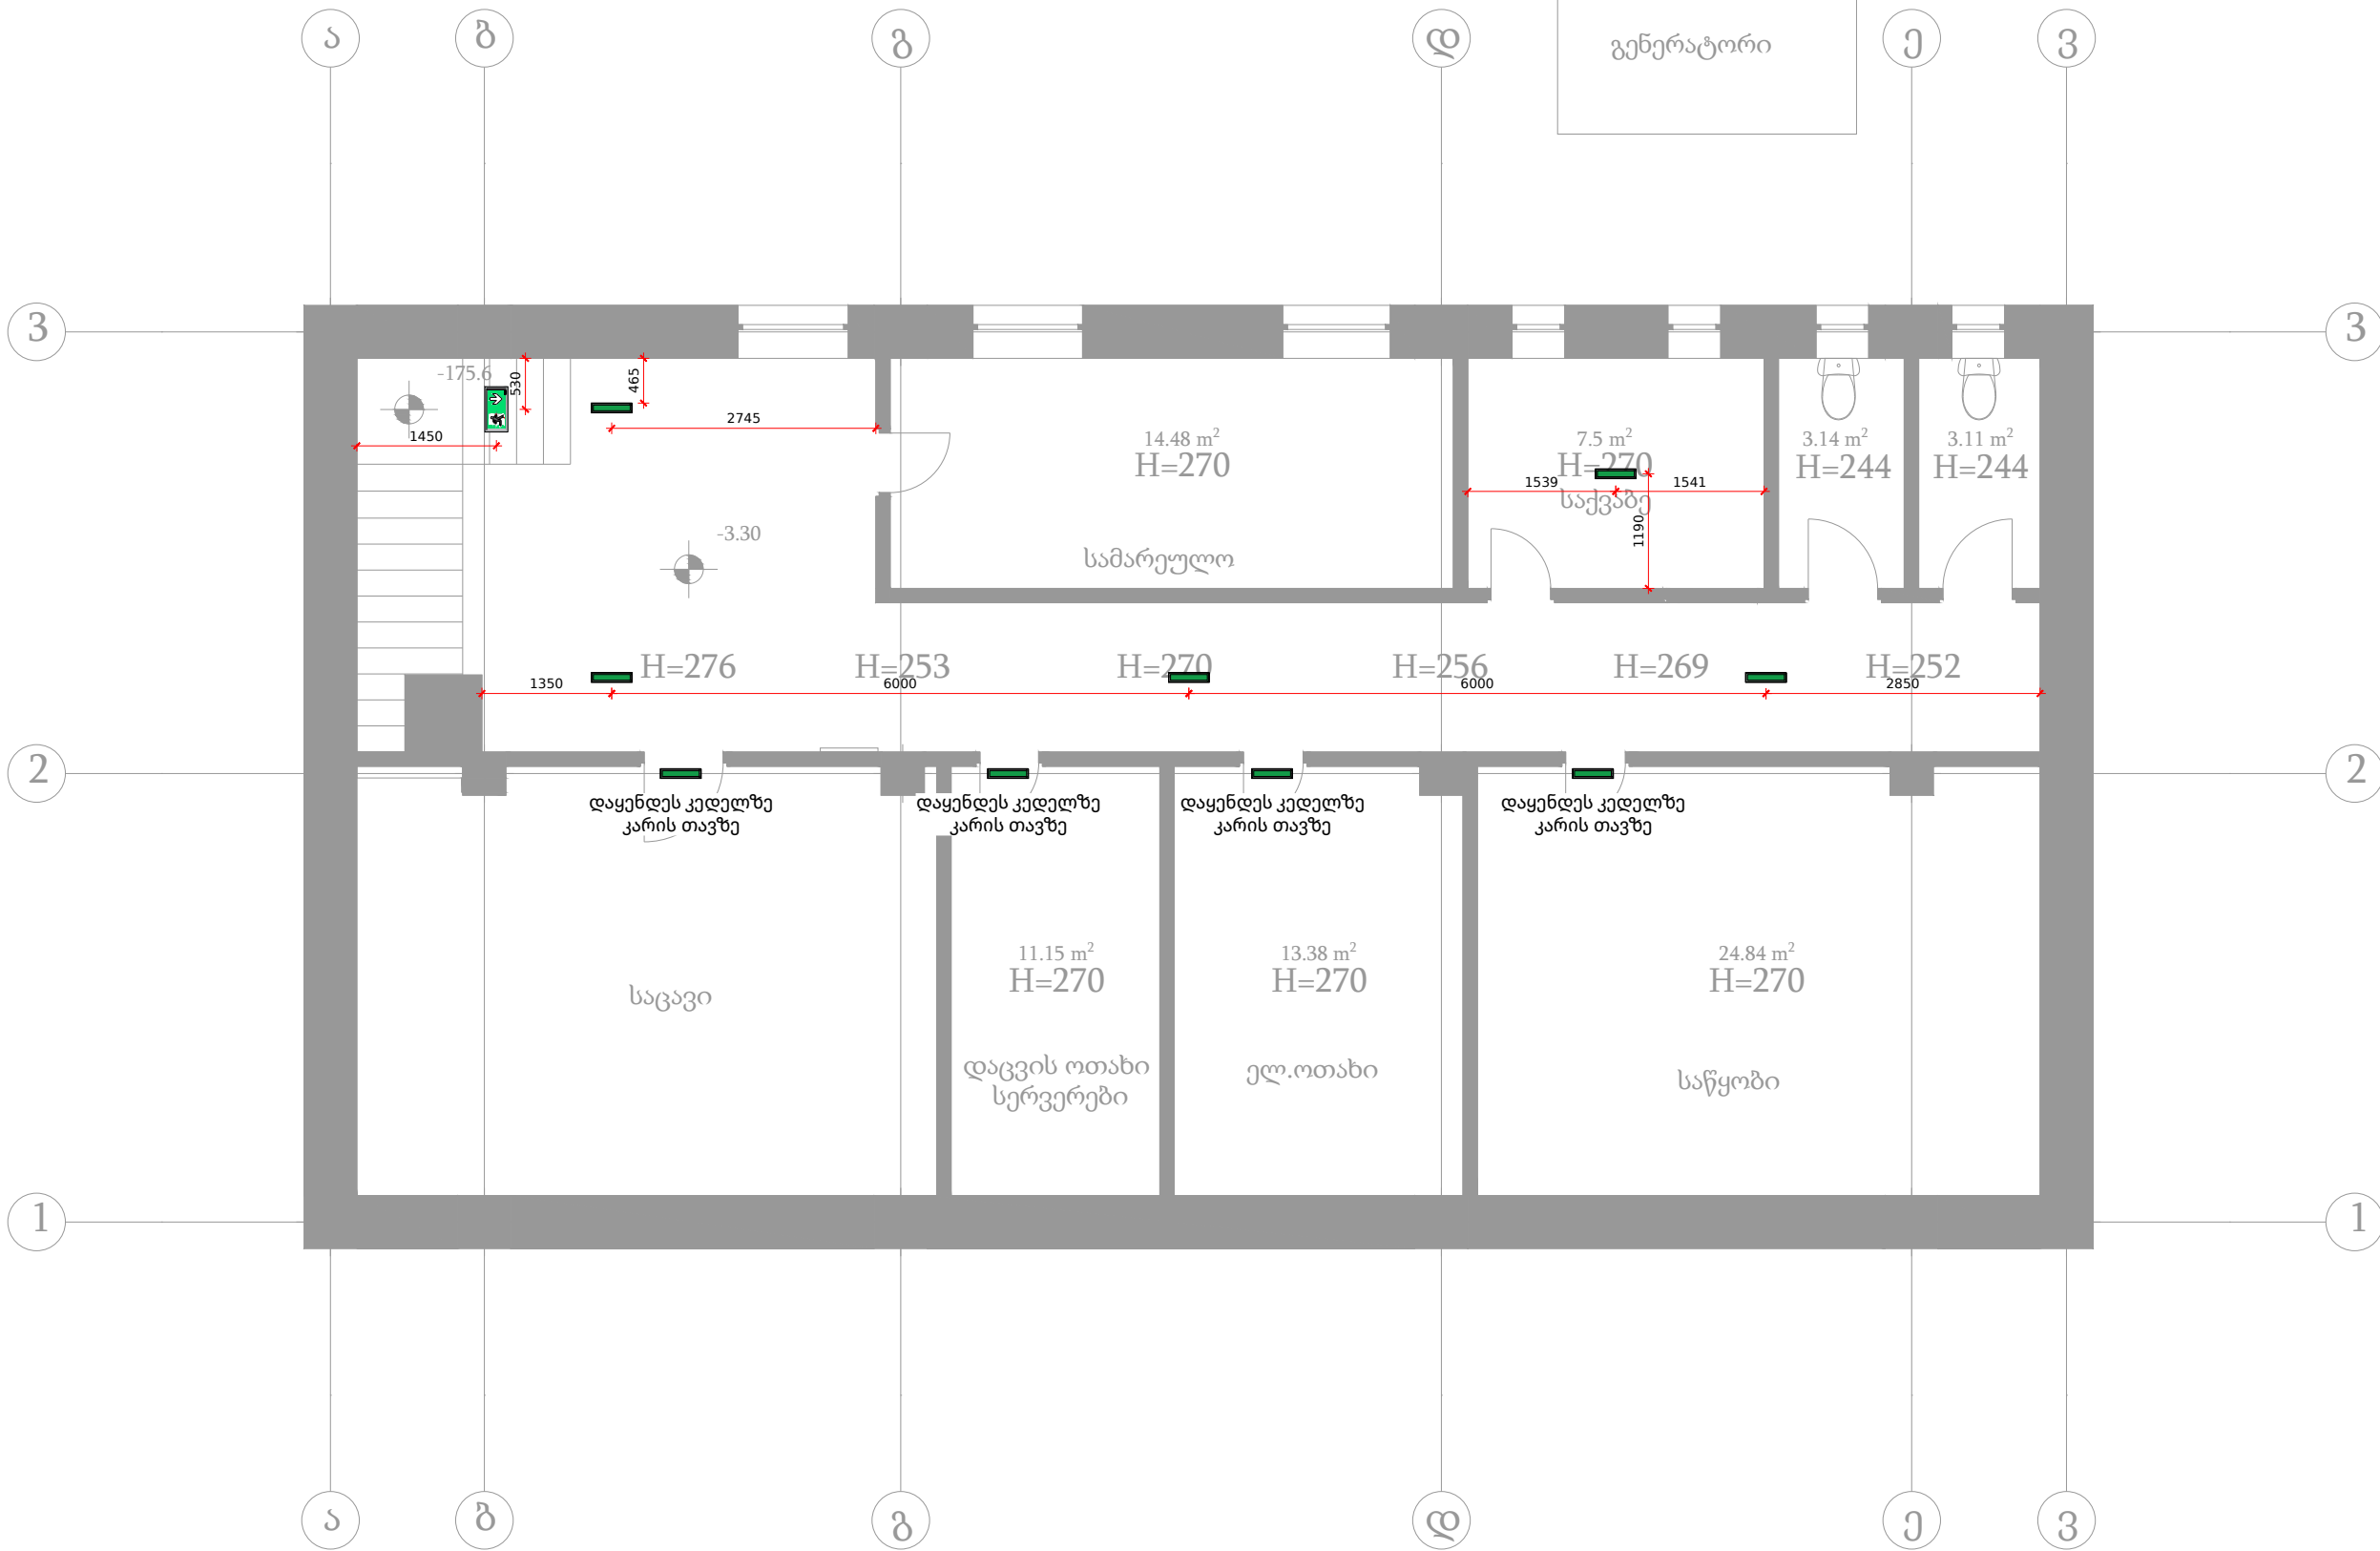 ა
ბ
გ
დ
ე
ვ
გენერატორი
3
3
-175.6
530
465
2745
1450
14.48 m²
H=270
7.5 m²
H=270
3.14 m²
H=244
3.11 m²
H=244
1539
1541
საქვაბე
1190
-3.30
სამარეულო
H=276
H=253
H=270
H=256
H=269
H=252
1350
6000
6000
2850
2
2
დაყენდეს კედელზე
კარის თავზე
დაყენდეს კედელზე
კარის თავზე
დაყენდეს კედელზე
კარის თავზე
დაყენდეს კედელზე
კარის თავზე
11.15 m²
H=270
13.38 m²
H=270
24.84 m²
H=270
საცავი
დაცვის ოთახი
სერვერები
ელ.ოთახი
საწყობი
1
1
ა
ბ
გ
დ
ე
ვ